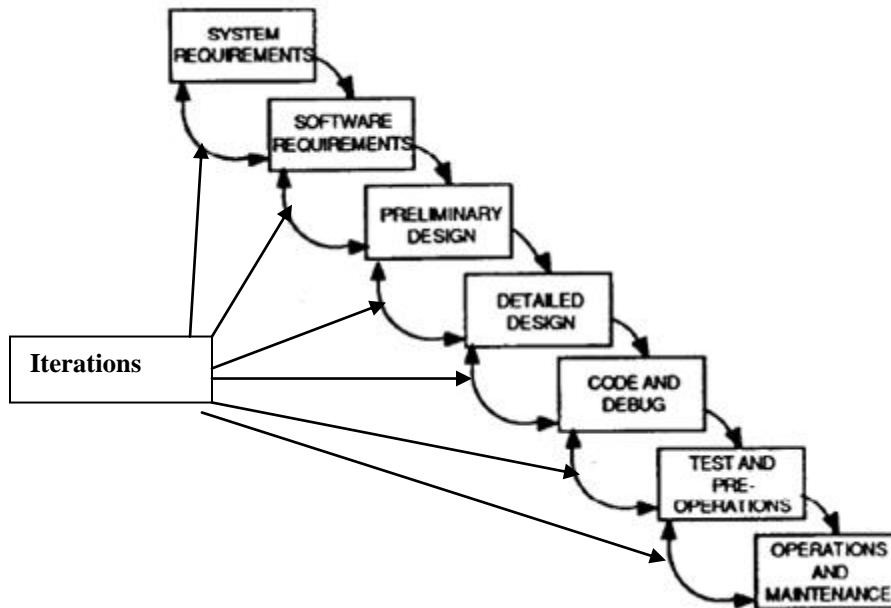 SYSTEM
REQUIREMENTS
SOFTWARE
REQUIREMENTS
PRELIMINARY
DESIGN
DETAILED
DESIGN
Iterations
CODE AND
DEBUG
TEST AND
PRE-
OPERATIONS
OPERATIONS
AND
MAINTENANCE